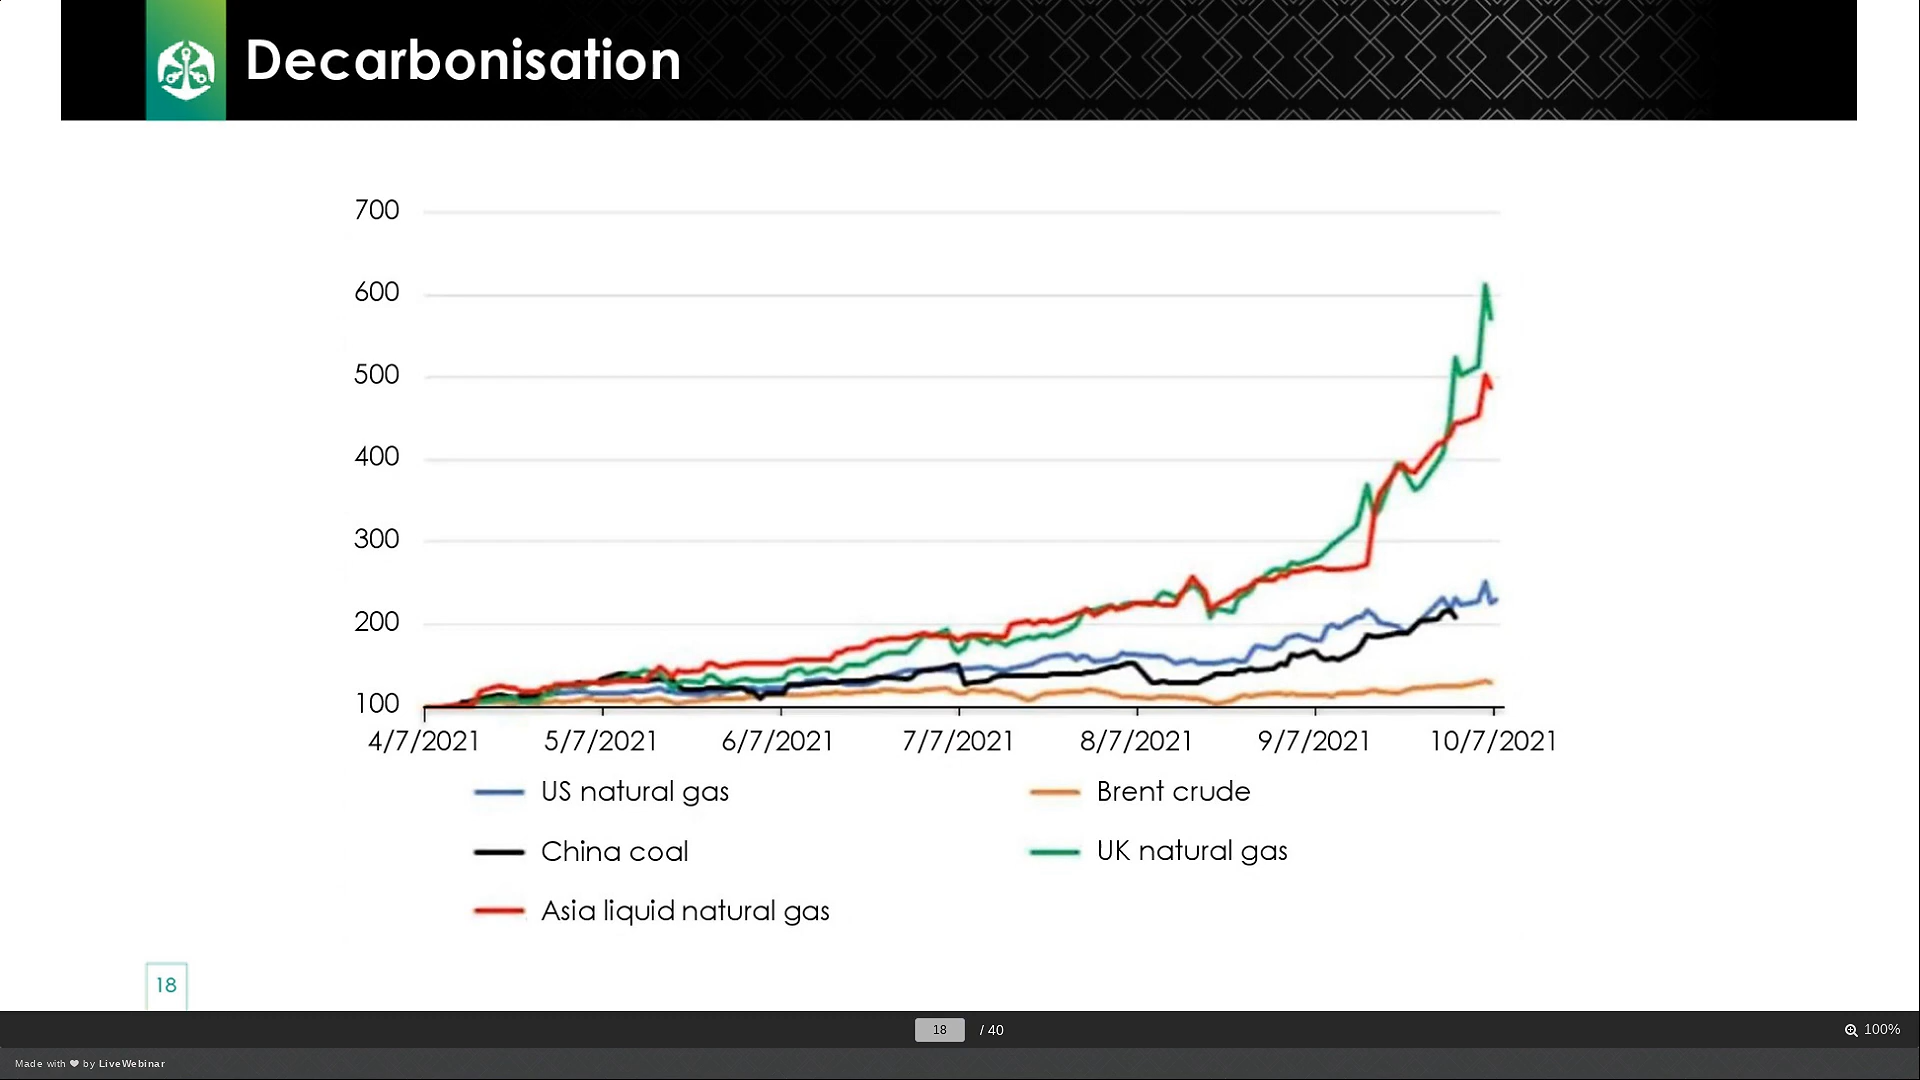 Decarbonisation
700
600
500
400
300
200
100
4/7/2021 5/7/2021 6/7/2021 7/7/2021 8/7/2021 9/7/2021 10/7/2021
US natural gas Brent crude
China coal UK natural gas
Asia liquid natural gas
18
18 / 40 100%
Made with ♥ by LiveWebinar